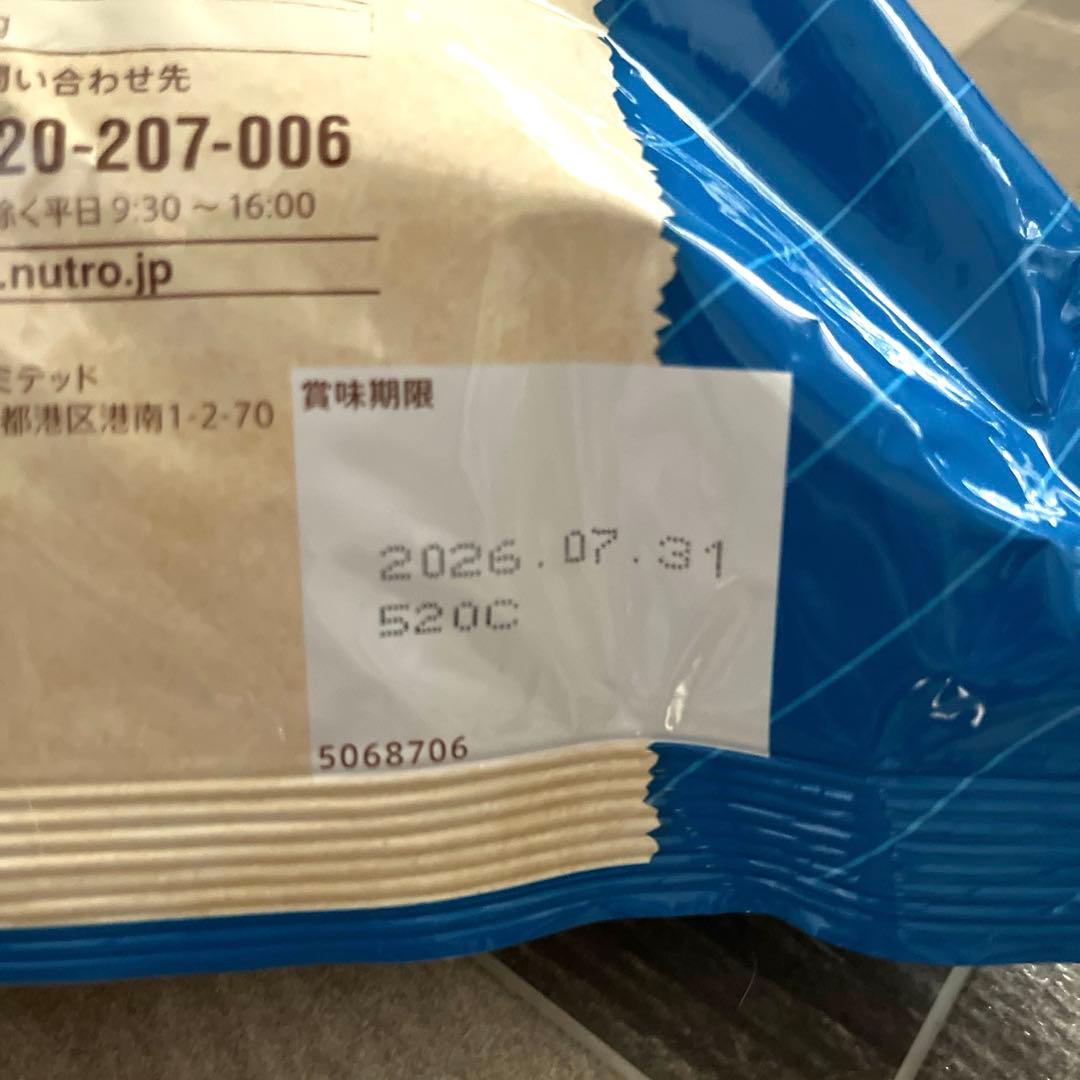 g
問い合わせ先
20-207-006
除く平日 9:30 ～ 16:00
.nutro.jp
ミテッド
都港区港南1-2-70
賞味期限
2026.07.31
520C
5068706